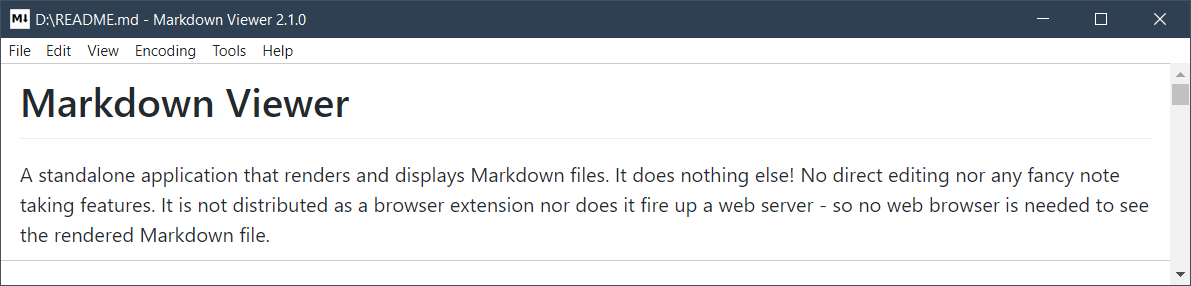 M↓ D:\README.md - Markdown Viewer 2.1.0
File Edit View Encoding Tools Help
Markdown Viewer
A standalone application that renders and displays Markdown files. It does nothing else! No direct editing nor any fancy note
taking features. It is not distributed as a browser extension nor does it fire up a web server - so no web browser is needed to see
the rendered Markdown file.